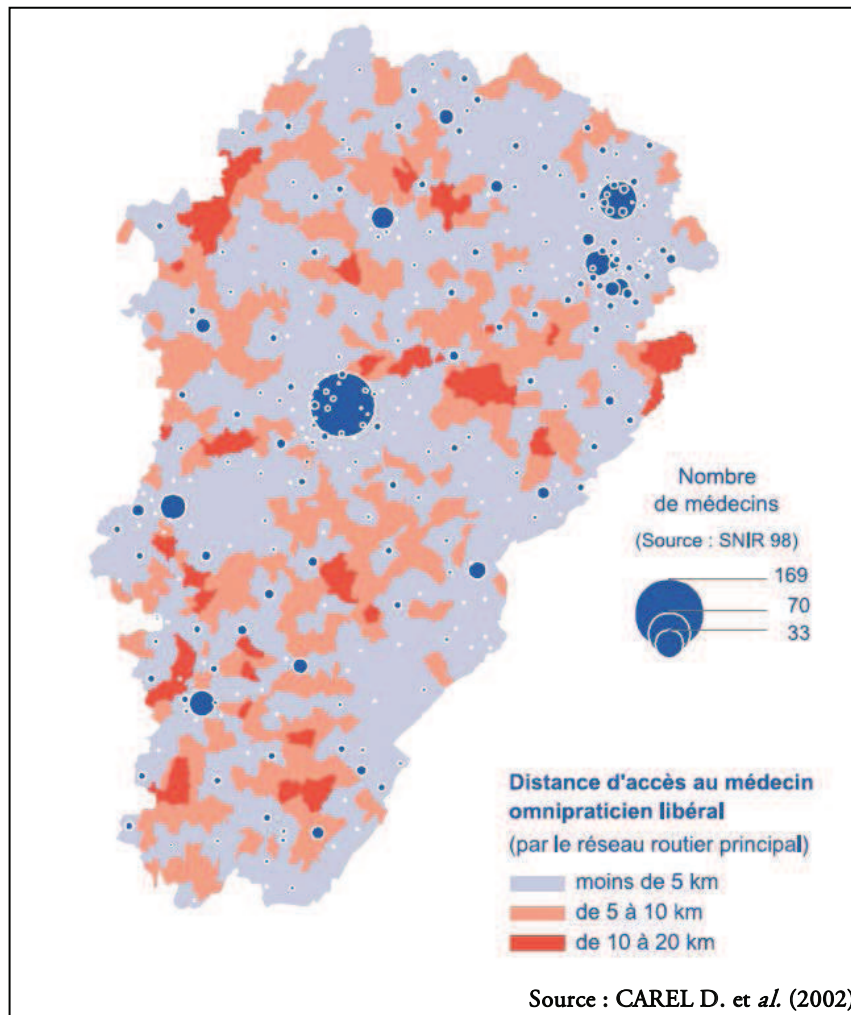 Nombre
de médecins
(Source : SNIR 98)
169
70
33
Distance d'accès au médecin
omnipraticien libéral
(par le réseau routier principal)
moins de 5 km
de 5 à 10 km
de 10 à 20 km
Source : CAREL D. et al. (2002)